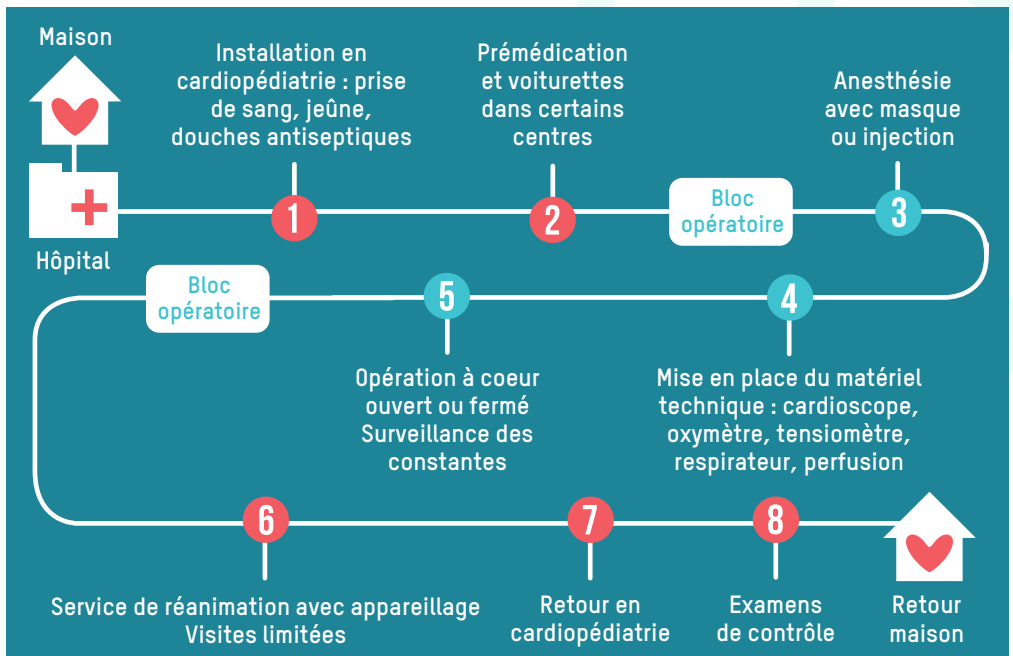 Maison
Installation en
cardiopédiatrie : prise
de sang, jeûne,
douches antiseptiques
Prémédication
et voiturettes
dans certains
centres
Anesthésie
avec masque
ou injection
Hôpital
1
2
Bloc
opératoire
3
Bloc
opératoire
5
4
Opération à coeur
ouvert ou fermé
Surveillance des
constantes
Mise en place du matériel
technique : cardioscope,
oxymètre, tensiomètre,
respirateur, perfusion
6
7
8
Service de réanimation avec appareillage
Visites limitées
Retour en
cardiopédiatrie
Examens
de contrôle
Retour
maison